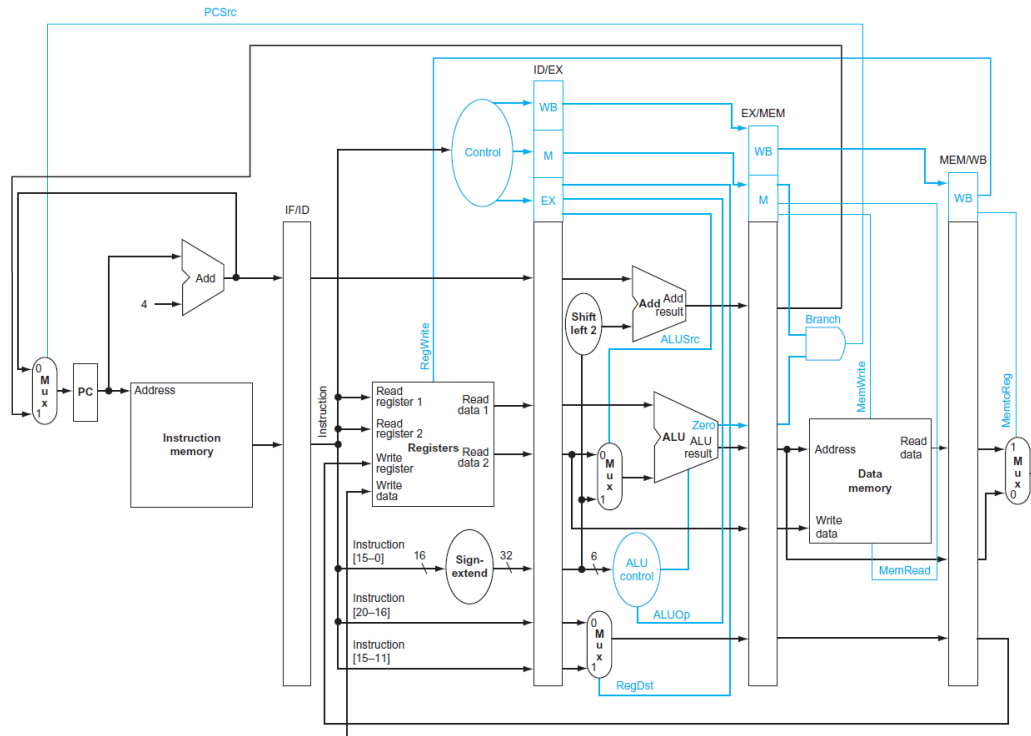 PCSrc
ID/EX
WB
EX/MEM
Control
M
WB
MEM/WB
EX
M
WB
IF/ID
Add
4
RegWrite
Shift
left 2
Add
Add
result
ALUSrc
Branch
MemWrite
MemtoReg
0
M
u
x
1
PC
Address
Instruction
memory
Instruction
Read
register 1
Read
data 1
Read
register 2
Registers
Write
register
Read
data 2
Write
data
0
M
u
x
1
Zero
ALU
ALU
result
Address
Read
data
Data
memory
Write
data
1
M
u
x
0
Instruction
[15–0]
16
Sign-
extend
32
6
ALU
control
MemRead
Instruction
[20–16]
ALUOp
Instruction
[15–11]
0
M
u
x
1
RegDst